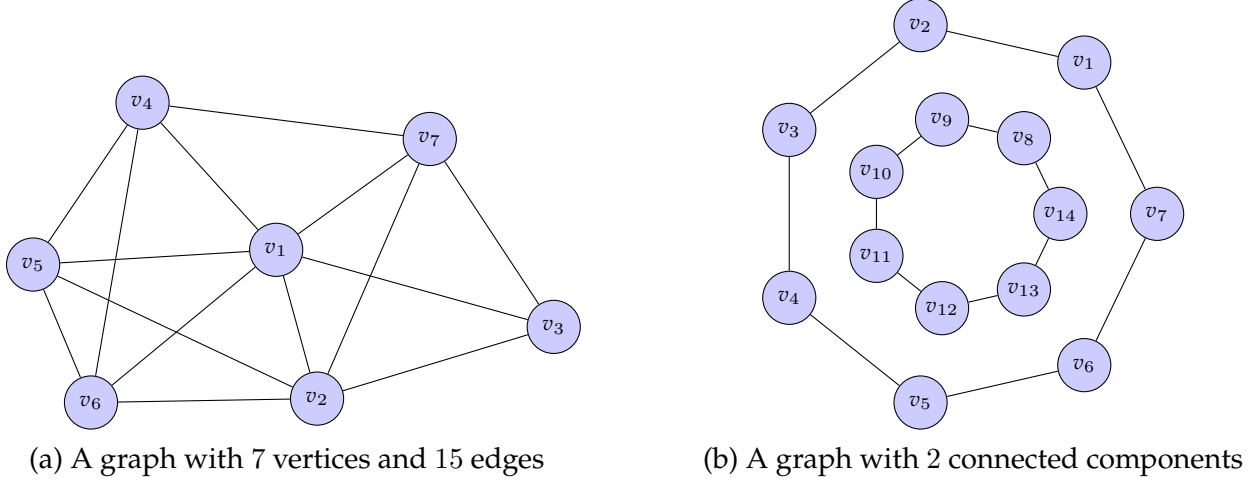 v4
v7
v1
v5
v3
v6
v2
(a) A graph with 7 vertices and 15 edges
v2
v1
v9
v8
v3
v10
v14
v7
v11
v13
v4
v12
v6
v5
(b) A graph with 2 connected components